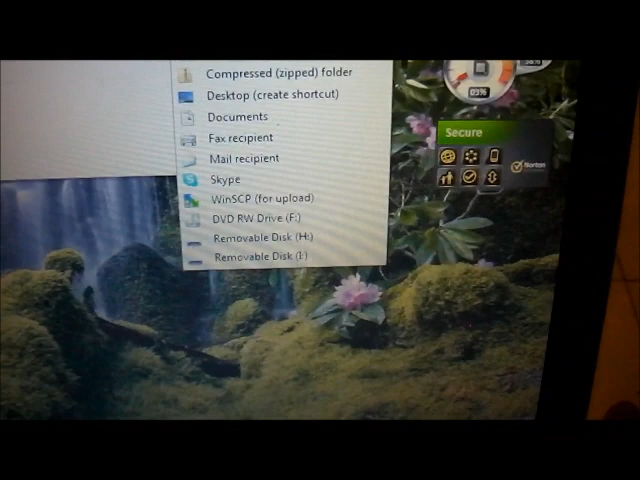 Compressed (zipped) folder
Desktop (create shortcut)
Documents
Fax recipient
Mail recipient
Skype
WinSCP (for upload)
DVD RW Drive (F:)
Removable Disk (H:)
Removable Disk (I:)
03%
Secure
Norton